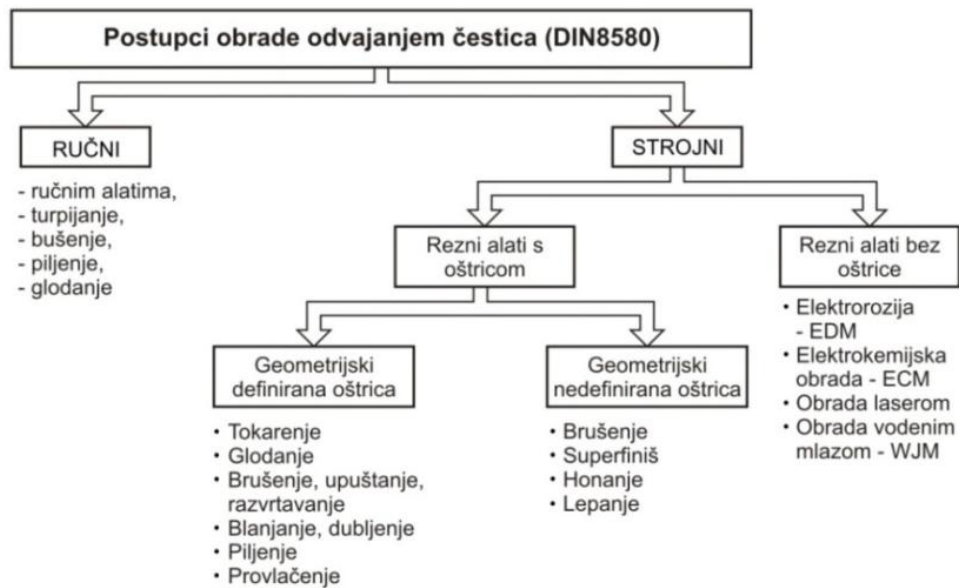 Postupci obrade odvajanjem čestica (DIN8580)
RUČNI
- ručnim alatima,
- turpijanje,
- bušenje,
- piljenje,
- glodanje
STROJNI
Rezni alati s
oštricom
Rezni alati bez
oštrice
• Elektrorozija
- EDM
• Elektrokemijska
obrada - ECM
• Obrada laserom
• Obrada vodenim
mlazom - WJM
Geometrijski
definirana oštrica
• Tokarenje
• Glodanje
• Brušenje, upuštanje,
razvrtavanje
• Blanjanje, dubljenje
• Piljenje
• Provlačenje
Geometrijski
nedefinirana oštrica
• Brušenje
• Superfiniš
• Honanje
• Lepanje